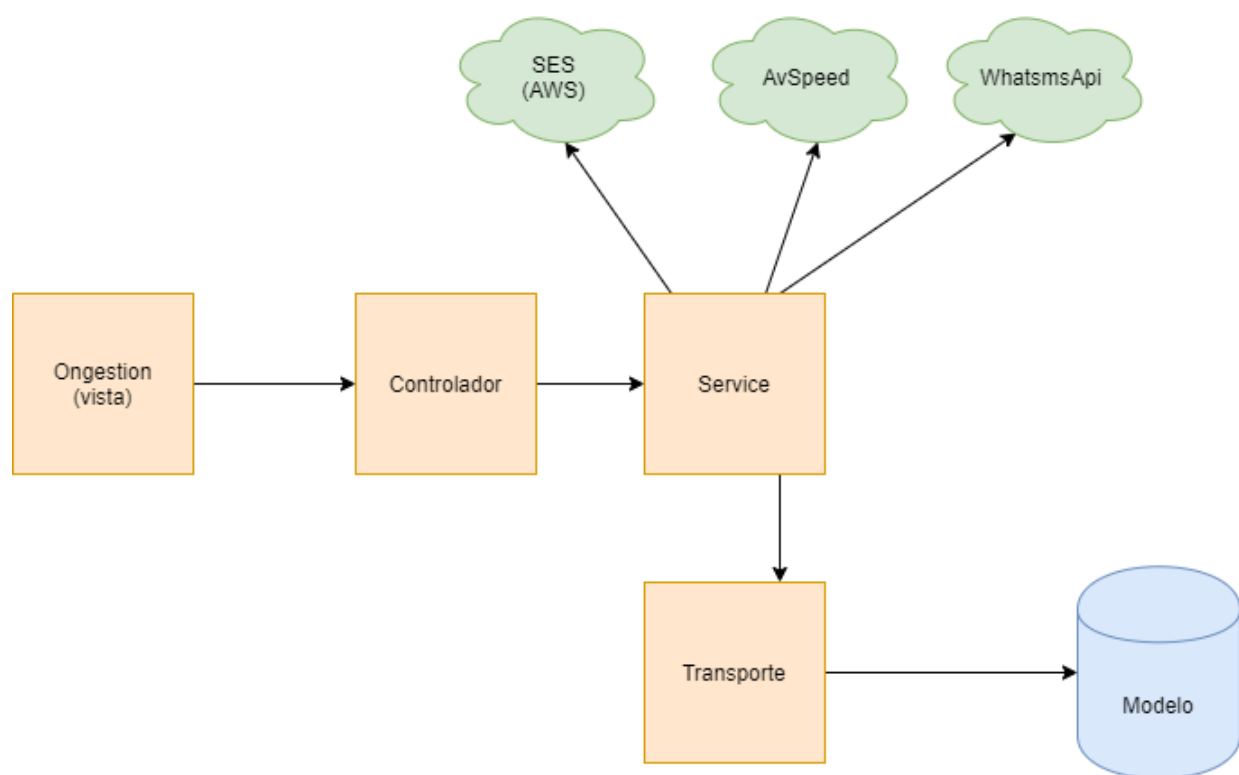 SES
(AWS)
AvSpeed
WhatsmsApi
Ongestion
(vista)
Controlador
Service
Transporte
Modelo